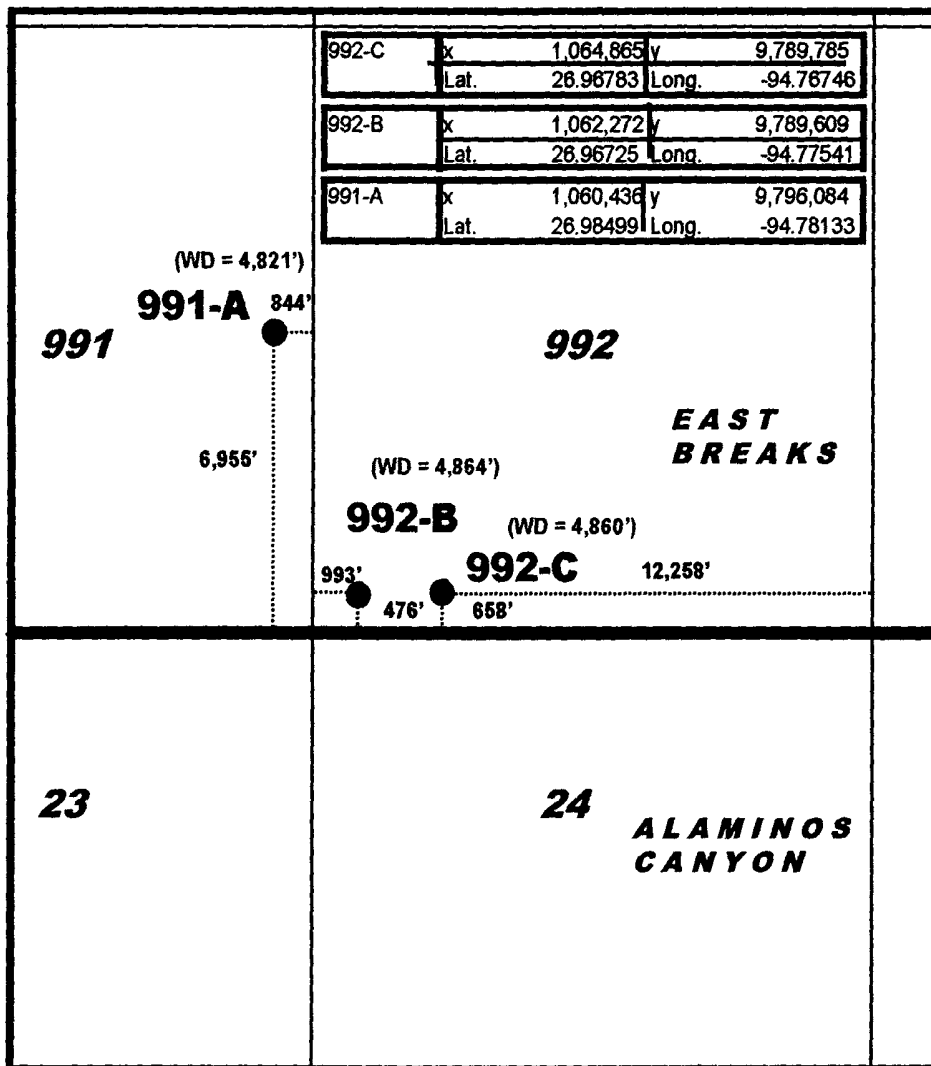 992-C x 1,064,865 y 9,789,785
Lat. 26.96783 Long. -94.76746
992-B x 1,062,272 y 9,789,609
Lat. 26.96725 Long. -94.77541
991-A x 1,060,436 y 9,796,084
Lat. 26.98499 Long. -94.78133
(WD = 4,821')
991-A 844'
991 992
EAST
BREAKS
6,955'
(WD = 4,864')
992-B (WD = 4,860')
992-C 12,258'
993'
476' 658'
23 24
ALAMINOS
CANYON